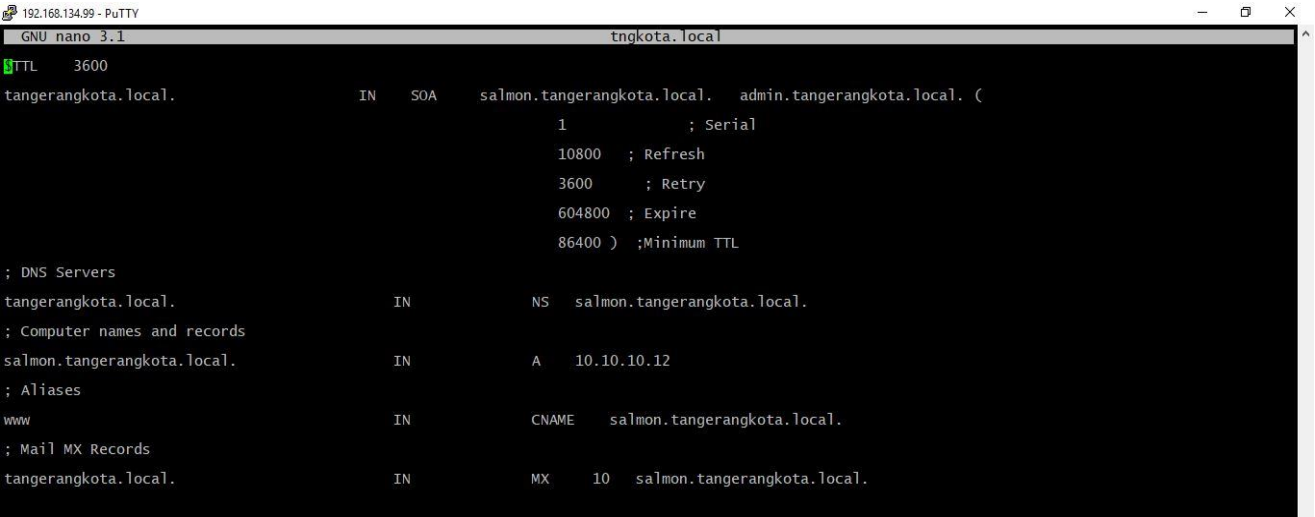 192.168.134.99 - PuTTY
GNU nano 3.1 tngkota.local
$TTL 3600
tangerangkota.local. IN SOA salmon.tangerangkota.local. admin.tangerangkota.local. (
1 ; Serial
10800 ; Refresh
3600 ; Retry
604800 ; Expire
86400 ) ;Minimum TTL
; DNS Servers
tangerangkota.local. IN NS salmon.tangerangkota.local.
; Computer names and records
salmon.tangerangkota.local. IN A 10.10.10.12
; Aliases
www IN CNAME salmon.tangerangkota.local.
; Mail MX Records
tangerangkota.local. IN MX 10 salmon.tangerangkota.local.